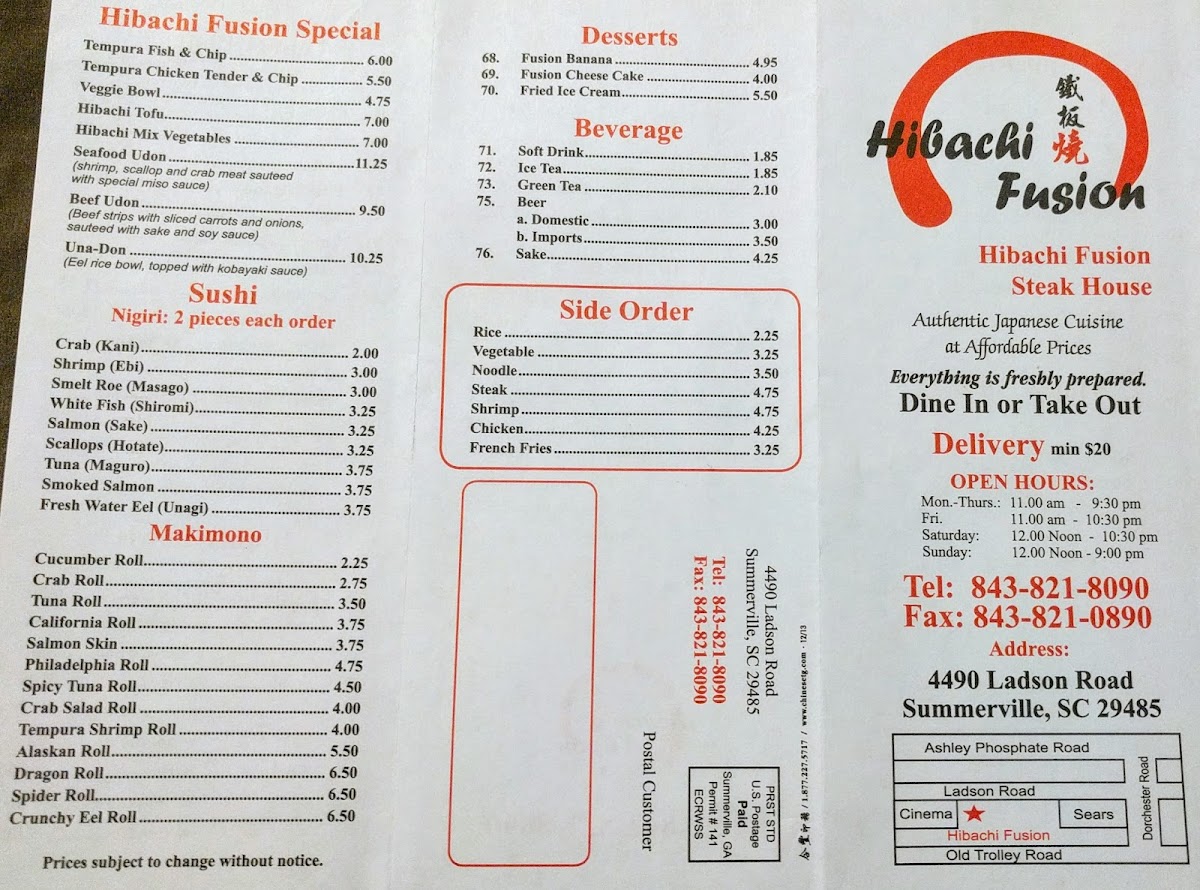 Hibachi Fusion Special
Tempura Fish & Chip 6.00
Tempura Chicken Tender & Chip 5.50
Veggie Bowl 4.75
Hibachi Tofu 7.00
Hibachi Mix Vegetables 7.00
Seafood Udon 11.25
(shrimp, scallop and crab meat sauteed
with special miso sauce)
Beef Udon 9.50
(Beef strips with sliced carrots and onions,
sauteed with sake and soy sauce)
Una-Don 10.25
(Eel rice bowl, topped with kobayaki sauce)
Sushi
Nigiri: 2 pieces each order
Crab (Kani) 2.00
Shrimp (Ebi) 3.00
Smelt Roe (Masago) 3.00
White Fish (Shiromi) 3.25
Salmon (Sake) 3.25
Scallops (Hotate) 3.25
Tuna (Maguro) 3.75
Smoked Salmon 3.75
Fresh Water Eel (Unagi) 3.75
Makimono
Cucumber Roll 2.25
Crab Roll 2.75
Tuna Roll 3.50
California Roll 3.75
Salmon Skin 3.75
Philadelphia Roll 4.75
Spicy Tuna Roll 4.50
Crab Salad Roll 4.00
Tempura Shrimp Roll 4.00
Alaskan Roll 5.50
Dragon Roll 6.50
Spider Roll 6.50
Crunchy Eel Roll 6.50
Prices subject to change without notice.
Desserts
68. Fusion Banana 4.95
69. Fusion Cheese Cake 4.00
70. Fried Ice Cream 5.50
Beverage
71. Soft Drink 1.85
72. Ice Tea 1.85
73. Green Tea 2.10
75. Beer
a. Domestic 3.00
b. Imports 3.50
76. Sake 4.25
Side Order
Rice 2.25
Vegetable 3.25
Noodle 3.50
Steak 4.75
Shrimp 4.75
Chicken 4.25
French Fries 3.25
4490 Ladson Road
Summerville, SC 29485
Tel: 843-821-8090
Fax: 843-821-8090
Postal Customer
PRST STD
U.S. Postage
Paid
Summerville, GA
Permit # 141
ECRWSS
/ 1.877.227.5717 / www.chinesetg.com · 12/13
鐵板燒
Hibachi
Fusion
Hibachi Fusion
Steak House
Authentic Japanese Cuisine
at Affordable Prices
Everything is freshly prepared.
Dine In or Take Out
Delivery min $20
OPEN HOURS:
Mon.-Thurs.: 11.00 am - 9:30 pm
Fri. 11.00 am - 10:30 pm
Saturday: 12.00 Noon - 10:30 pm
Sunday: 12.00 Noon - 9:00 pm
Tel: 843-821-8090
Fax: 843-821-0890
Address:
4490 Ladson Road
Summerville, SC 29485
Ashley Phosphate Road
Ladson Road
Cinema
Sears
Hibachi Fusion
Old Trolley Road
Dorchester Road